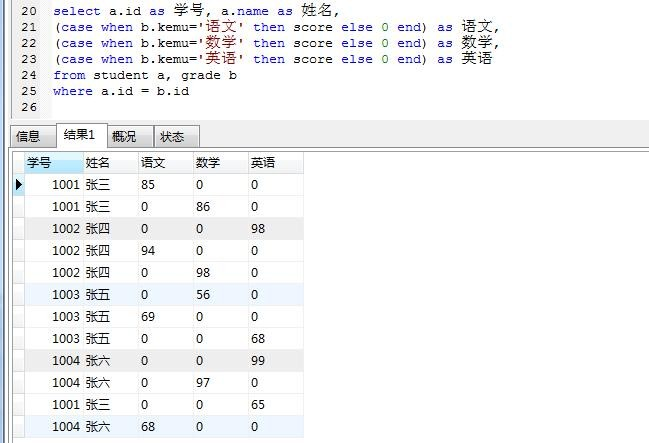 20 select a.id as 学号, a.name as 姓名,
21 (case when b.kemu='语文' then score else 0 end) as 语文,
22 (case when b.kemu='数学' then score else 0 end) as 数学,
23 (case when b.kemu='英语' then score else 0 end) as 英语
24 from student a, grade b
25 where a.id = b.id
26
信息 结果1 概况 状态
学号 姓名 语文 数学 英语
1001 张三 85 0 0
1001 张三 0 86 0
1002 张四 0 0 98
1002 张四 94 0 0
1002 张四 0 98 0
1003 张五 0 56 0
1003 张五 69 0 0
1003 张五 0 0 68
1004 张六 0 0 99
1004 张六 0 97 0
1001 张三 0 0 65
1004 张六 68 0 0